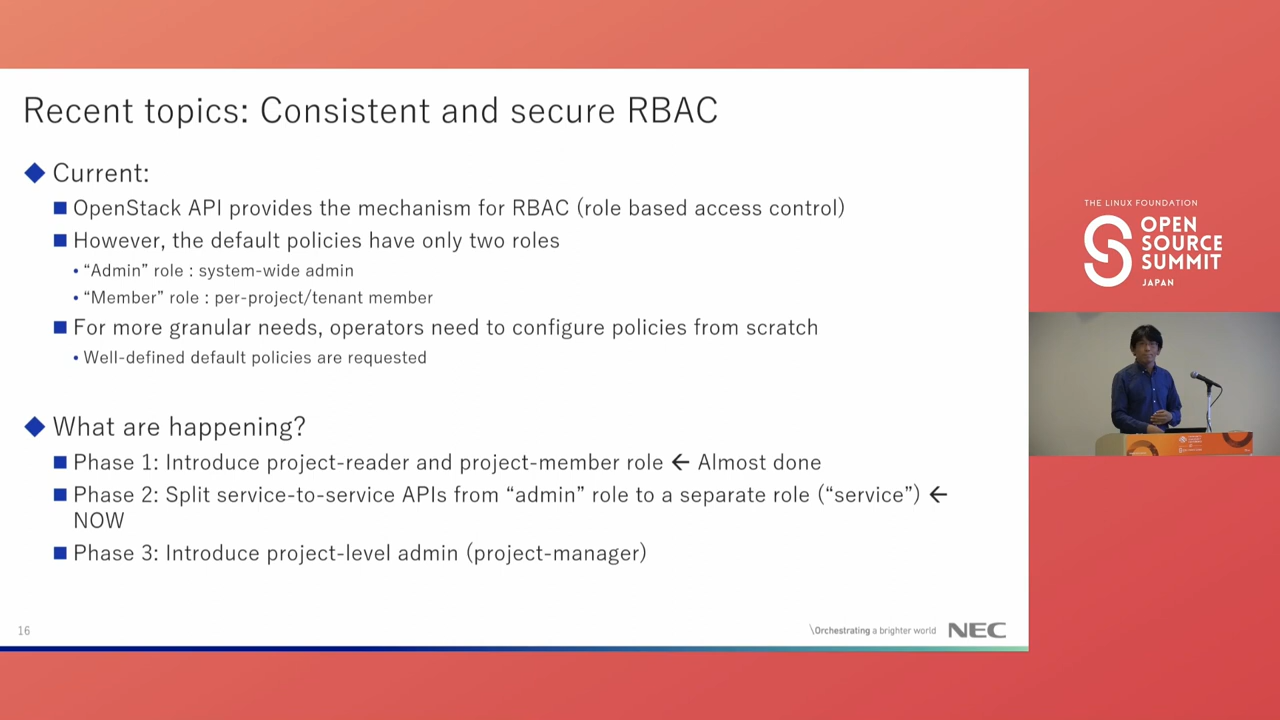 Recent topics: Consistent and secure RBAC
◆ Current:
■ OpenStack API provides the mechanism for RBAC (role based access control)
■ However, the default policies have only two roles
• “Admin” role : system-wide admin
• “Member” role : per-project/tenant member
■ For more granular needs, operators need to configure policies from scratch
• Well-defined default policies are requested
◆ What are happening?
■ Phase 1: Introduce project-reader and project-member role ← Almost done
■ Phase 2: Split service-to-service APIs from “admin” role to a separate role (“service”) ←
NOW
■ Phase 3: Introduce project-level admin (project-manager)
16
\Orchestrating a brighter world
NEC
THE LINUX FOUNDATION
OPEN
SOURCE
SUMMIT
JAPAN